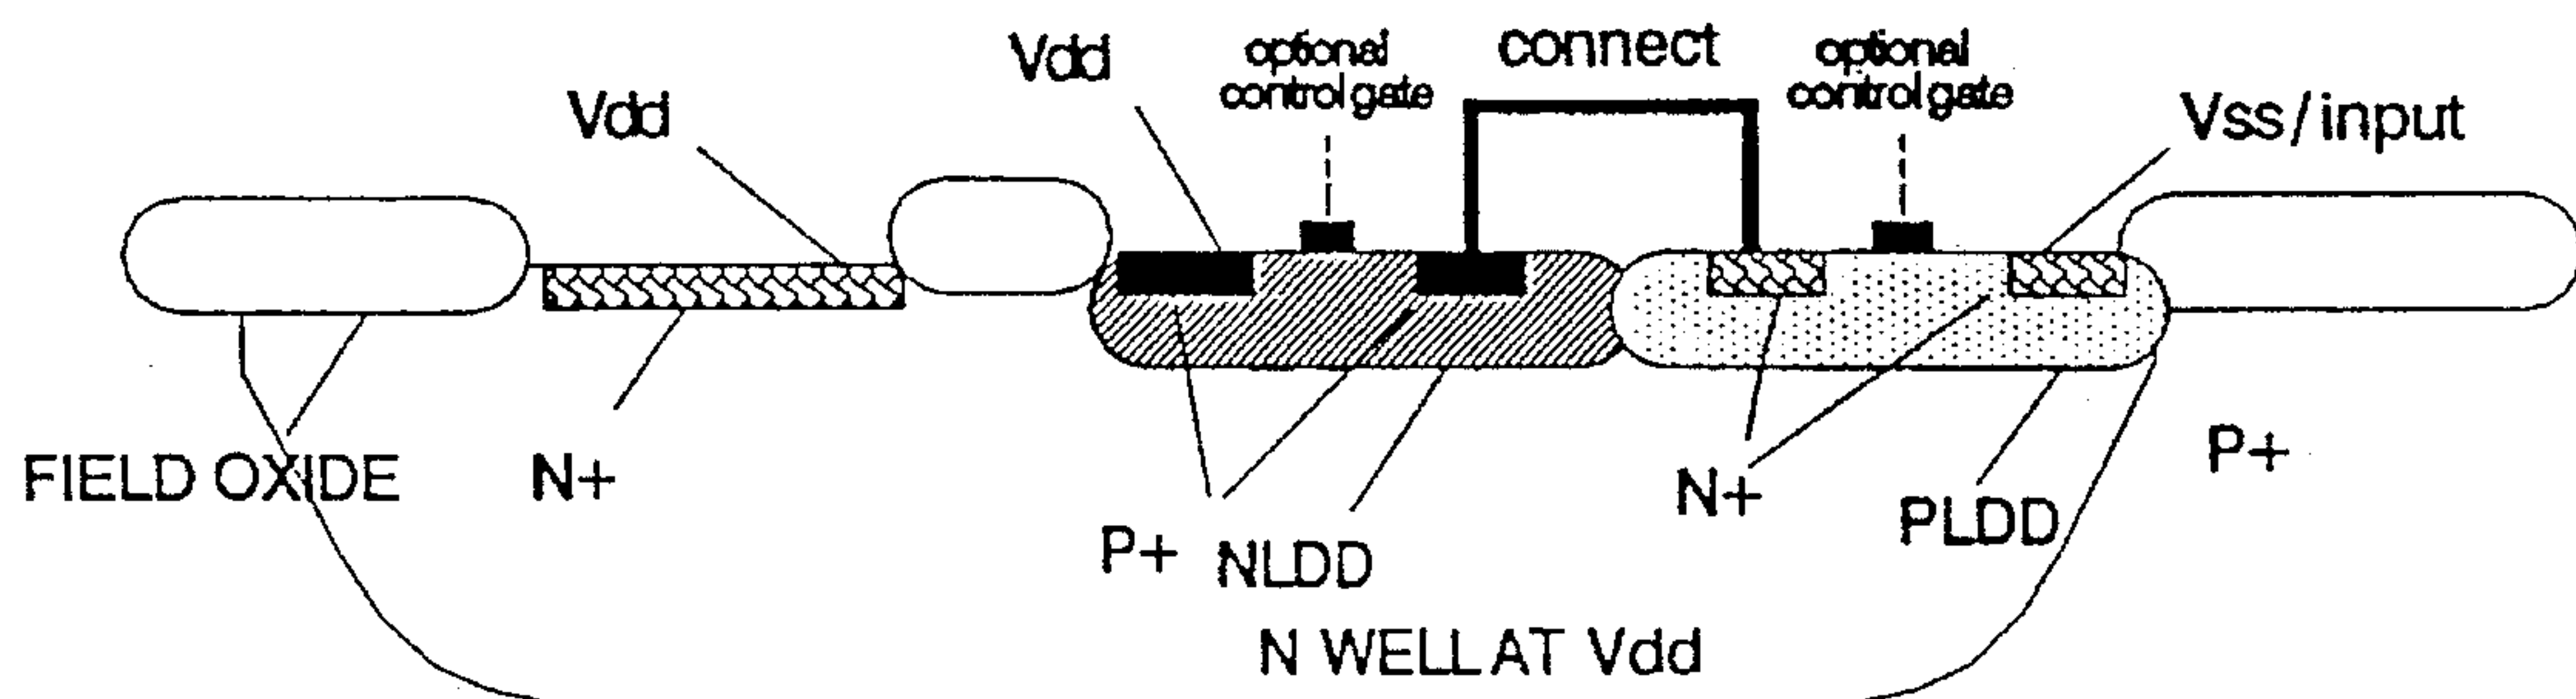 Vdd
Vdd
optional
control gate
connect
optional
control gate
Vss/input
FIELD OXIDE
N+
P+
NLDD
N+
PLDD
P+
N WELL AT Vdd